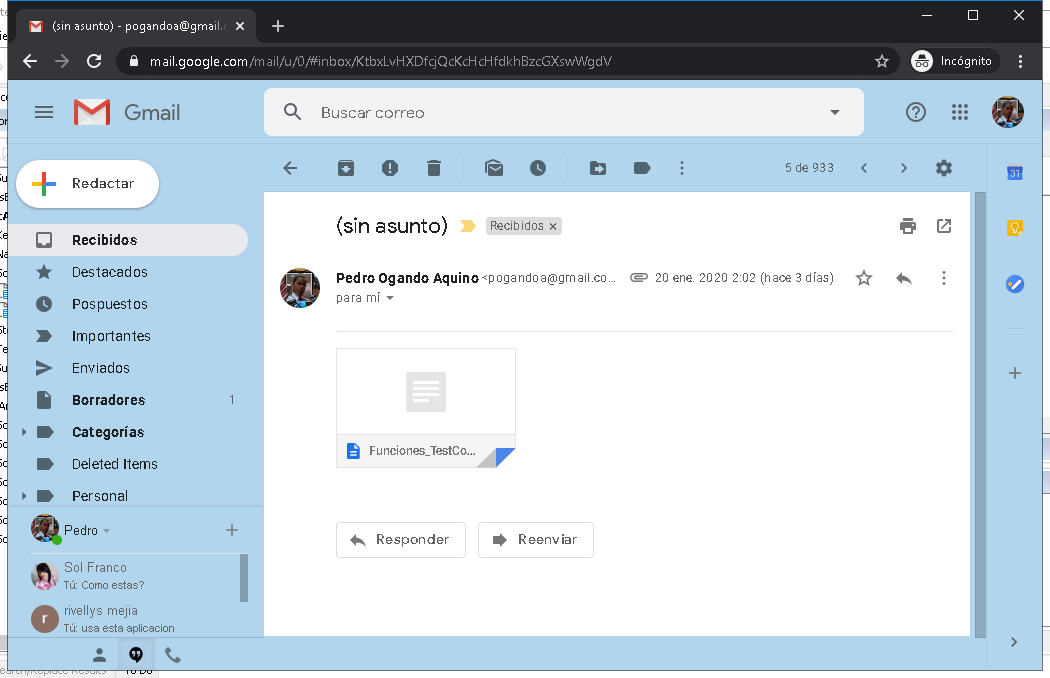 (sin asunto) - pogandoa@gmail.c
mail.google.com/mail/u/0/#inbox/KtbxLvHXDfcjQcKcHcHfdkhBzcGXswWgdV
Incógnito
Gmail
Buscar correo
Redactar
5 de 933
31
Recibidos
Destacados
Pospuestos
Importantes
Enviados
Borradores 1
Categorías
Deleted Items
Personal
Pedro
Sol Franco
Tú: Como estas?
r
rivellys mejia
Tú: usa esta aplicacion
(sin asunto) Recibidos
Pedro Ogando Aquino <pogandoa@gmail.co... 20 ene. 2020 2:02 (hace 3 días)
para mí
Funciones_TestCo...
Responder Reenviar
earch/Replace Results To Do